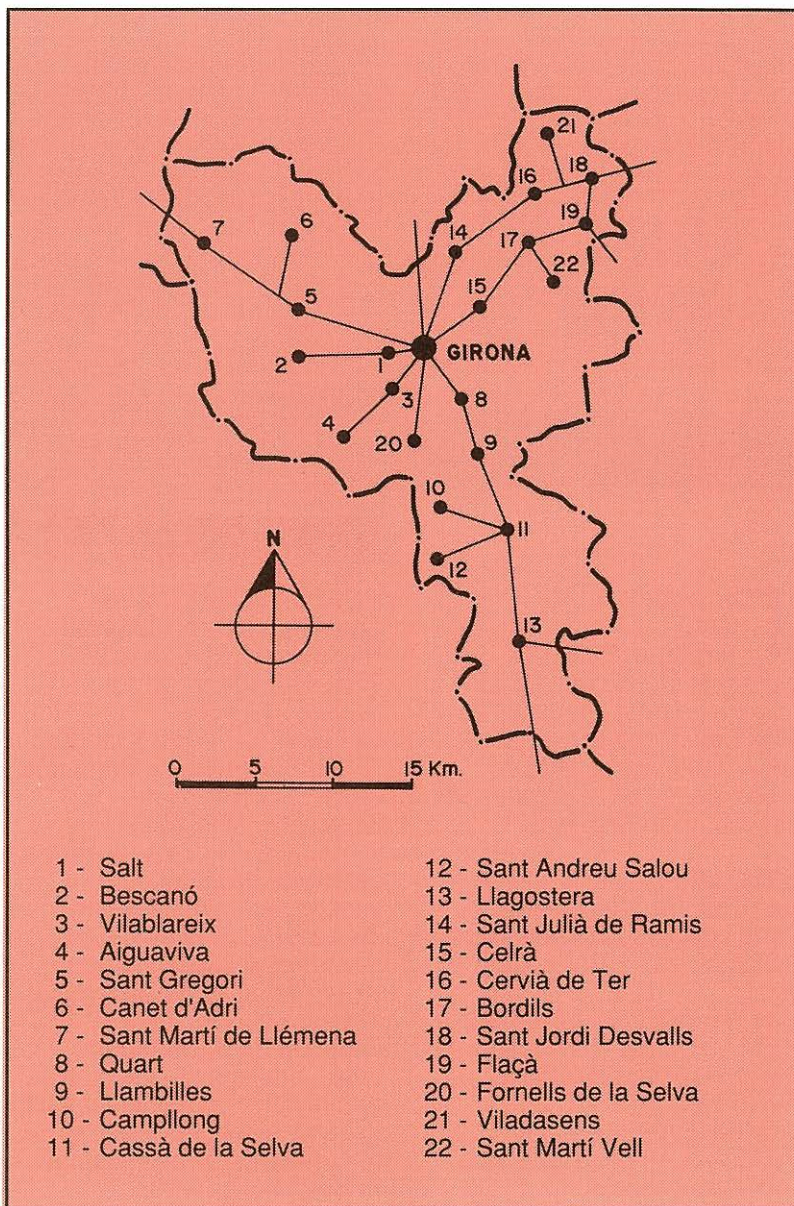 21
18
16
19
6
7
14
17
22
15
5
GIRONA
2
1
3
8
4
20
9
10
11
N
12
13
0 5 10 15 Km.
1 - Salt
2 - Bescanó
3 - Vilablareix
4 - Aiguaviva
5 - Sant Gregori
6 - Canet d'Adri
7 - Sant Martí de Llémena
8 - Quart
9 - Llambilles
10 - Campllong
11 - Cassà de la Selva
12 - Sant Andreu Salou
13 - Llagostera
14 - Sant Julià de Ramis
15 - Celrà
16 - Cervià de Ter
17 - Bordils
18 - Sant Jordi Desvalls
19 - Flaçà
20 - Fornells de la Selva
21 - Viladasens
22 - Sant Martí Vell